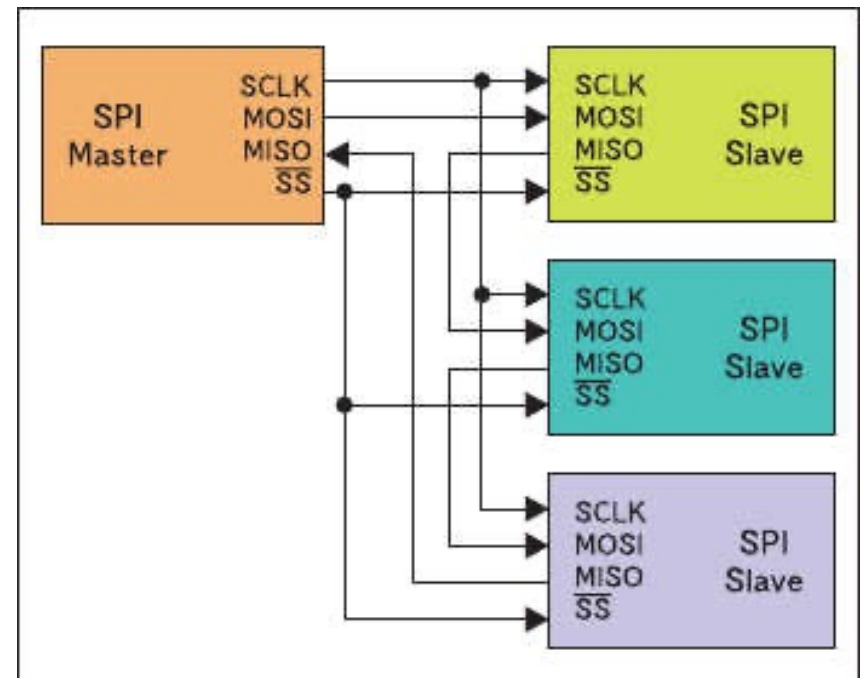 SPI
Master
SCLK
MOSI
MISO
SS
SCLK
MOSI
MISO
SS
SPI
Slave
SCLK
MOSI
MISO
SS
SPI
Slave
SCLK
MOSI
MISO
SS
SPI
Slave